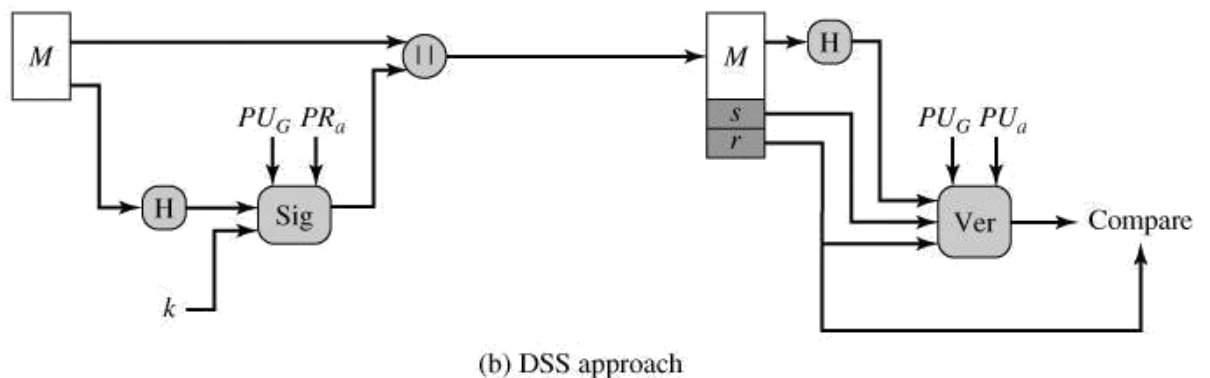 M
||
M
H
s
r
PU_G PR_a
PU_G PU_a
H
Sig
Ver
Compare
k
(b) DSS approach